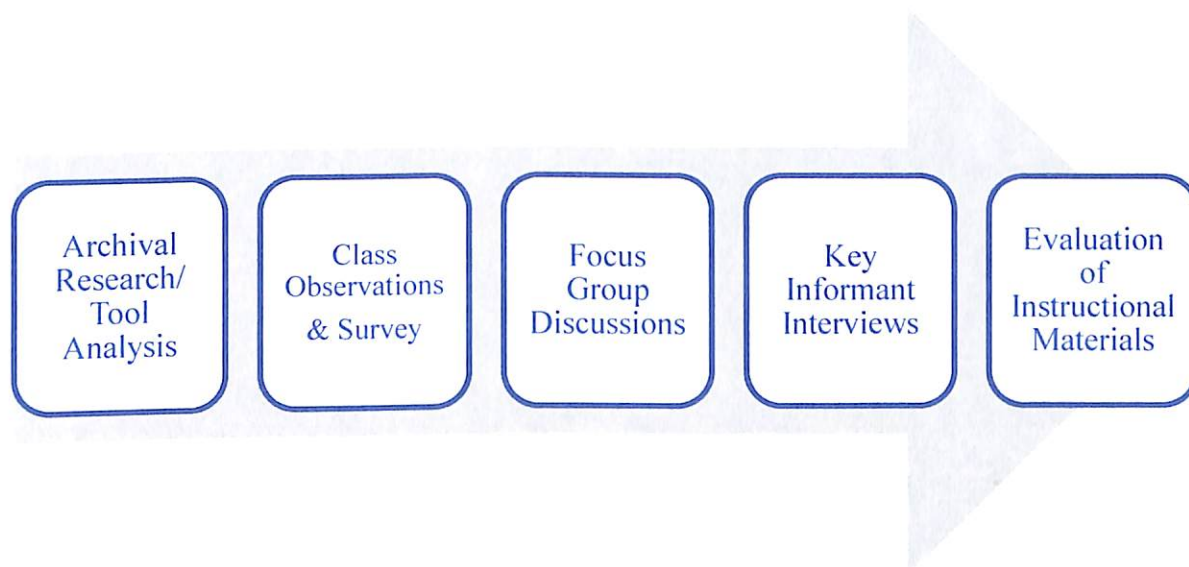 Archival
Research/
Tool
Analysis
Class
Observations
& Survey
Focus
Group
Discussions
Key
Informant
Interviews
Evaluation
of
Instructional
Materials